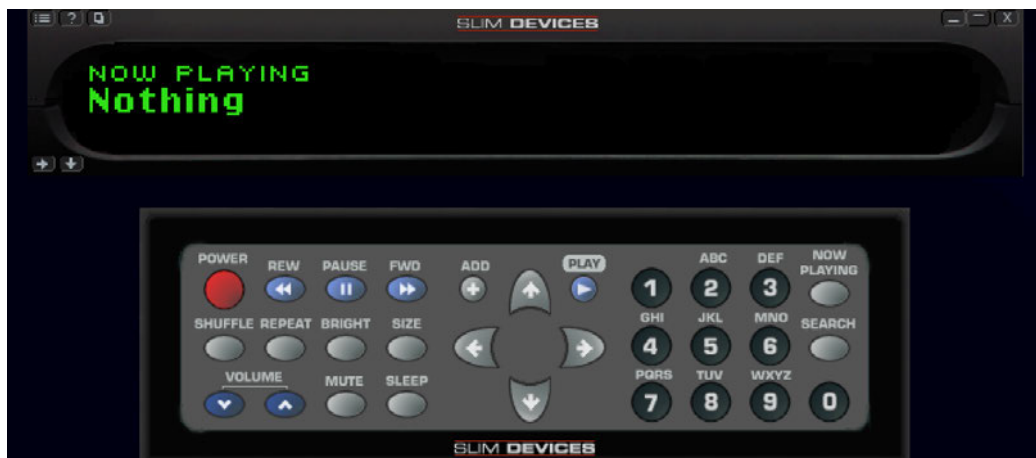 ? X
SLIM DEVICES
NOW PLAYING
Nothing
POWER REW PAUSE FWD ADD PLAY ABC DEF NOW PLAYING
1 2 3
SHUFFLE REPEAT BRIGHT SIZE GHI JKL MNO SEARCH
4 5 6
VOLUME MUTE SLEEP PQRS TUV WXYZ
7 8 9 0
SLIM DEVICES